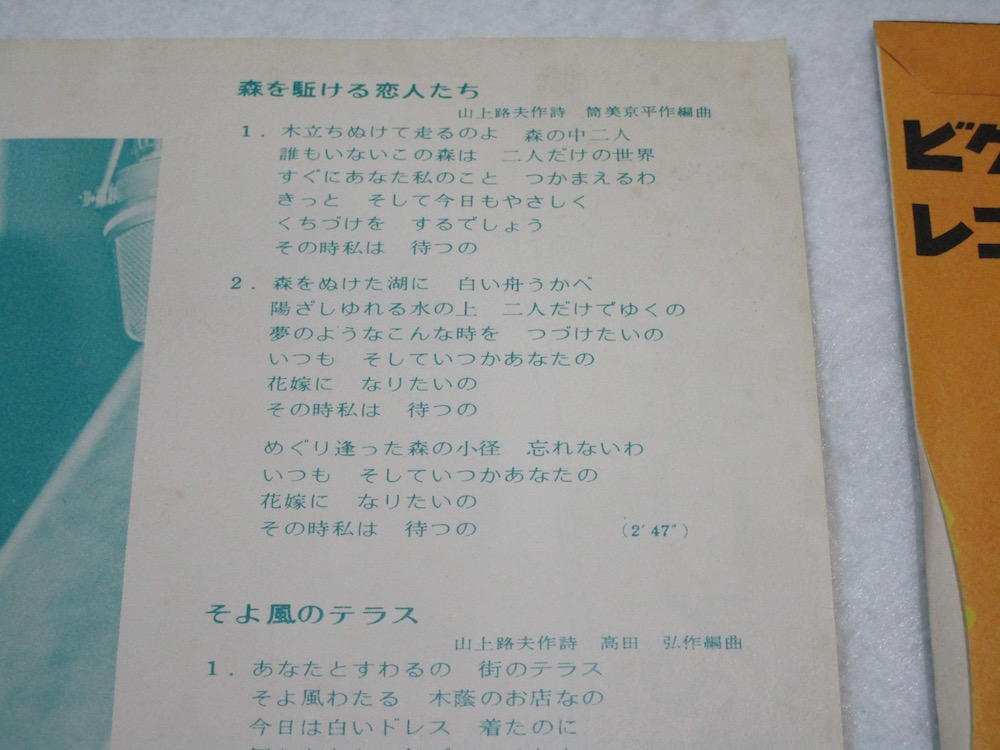 森を駈ける恋人たち
山上路夫作詩　筒美京平作編曲
1．木立ちぬけて走るのよ　森の中二人
誰もいないこの森は　二人だけの世界
すぐにあなた私のこと　つかまえるわ
きっと　そして今日もやさしく
くちづけを　するでしょう
その時私は　待つの
2．森をぬけた湖に　白い舟うかべ
陽ざしゆれる水の上　二人だけでゆくの
夢のようなこんな時を　つづけたいの
いつも　そしていつかあなたの
花嫁に　なりたいの
その時私は　待つの
めぐり逢った森の小径　忘れないわ
いつも　そしていつかあなたの
花嫁に　なりたいの
その時私は　待つの　（2′47″）
そよ風のテラス
山上路夫作詩　高田　弘作編曲
1．あなたとすわるの　街のテラス
そよ風わたる　木蔭のお店なの
今日は白いドレス　着たのに
ビク
レコ